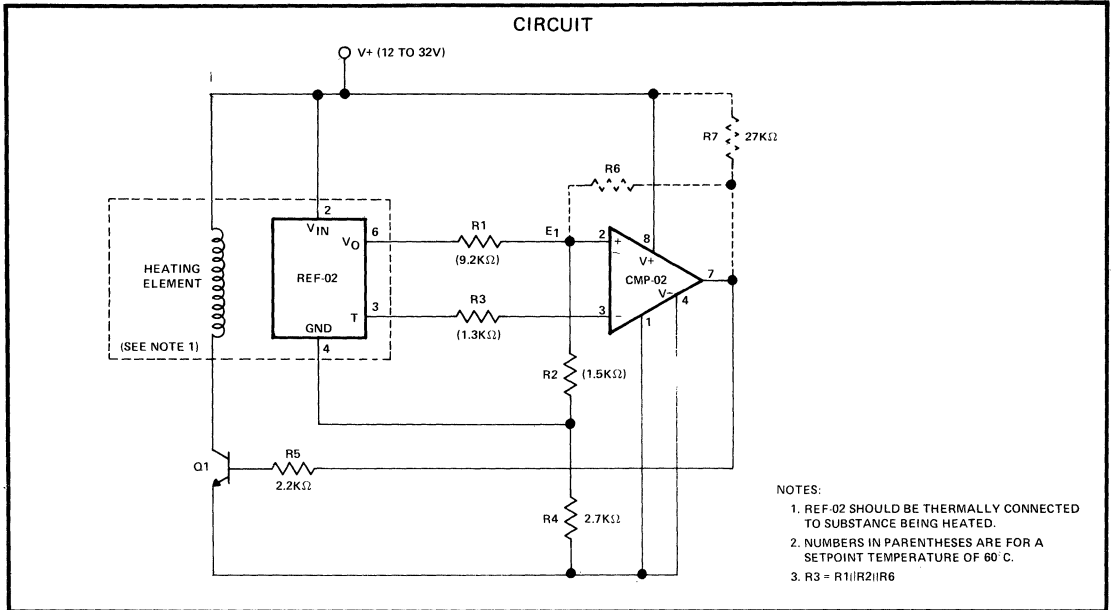 CIRCUIT
V+ (12 TO 32V)
R7 27KΩ
R6
2
VIN
VO 6
REF-02
T 3
GND
4
HEATING
ELEMENT
(SEE NOTE 1)
R1
(9.2KΩ)
E1
R3
(1.3KΩ)
2 +
8
V+
CMP-02
7
V−
4
3 −
1
R2 (1.5KΩ)
Q1
R5
2.2KΩ
R4 2.7KΩ
NOTES:
1. REF-02 SHOULD BE THERMALLY CONNECTED
TO SUBSTANCE BEING HEATED.
2. NUMBERS IN PARENTHESES ARE FOR A
SETPOINT TEMPERATURE OF 60°C.
3. R3 = R1||R2||R6